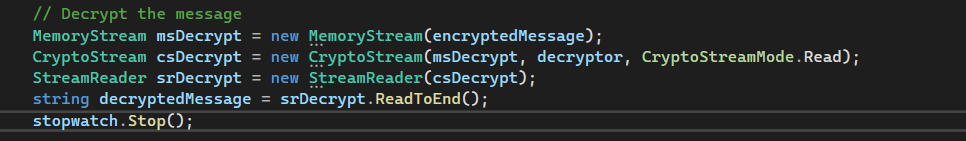 // Decrypt the message
MemoryStream msDecrypt = new MemoryStream(encryptedMessage);
CryptoStream csDecrypt = new CryptoStream(msDecrypt, decryptor, CryptoStreamMode.Read);
StreamReader srDecrypt = new StreamReader(csDecrypt);
string decryptedMessage = srDecrypt.ReadToEnd();
stopwatch.Stop();